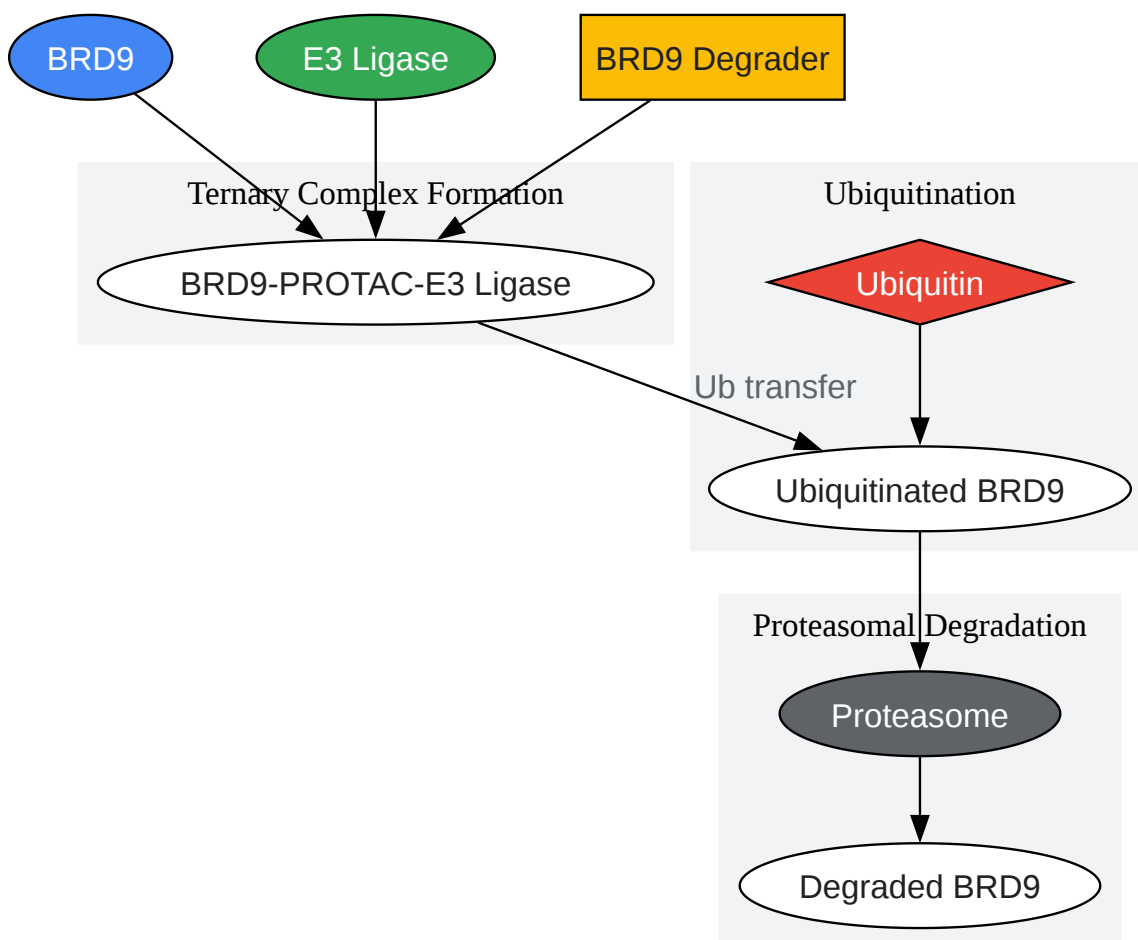 BRD9
E3 Ligase
BRD9 Degrader
Ternary Complex Formation
Ubiquitination
BRD9-PROTAC-E3 Ligase
Ubiquitin
Ub transfer
Ubiquitinated BRD9
Proteasomal Degradation
Proteasome
Degraded BRD9